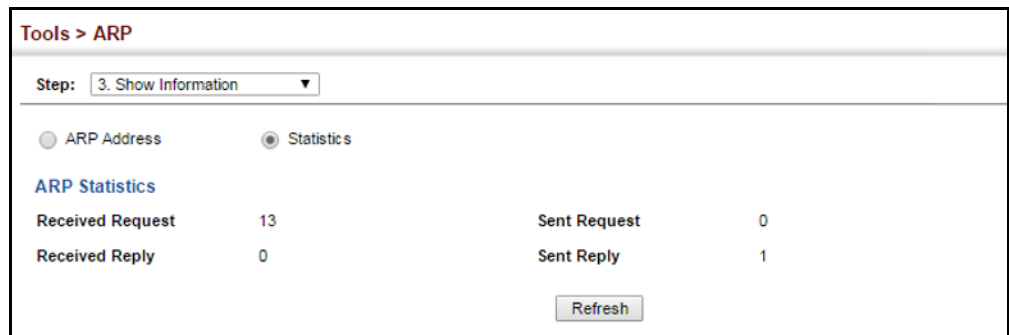 Tools > ARP
Step: 3. Show Information
ARP Address Statistics
ARP Statistics
Received Request 13 Sent Request 0
Received Reply 0 Sent Reply 1
Refresh